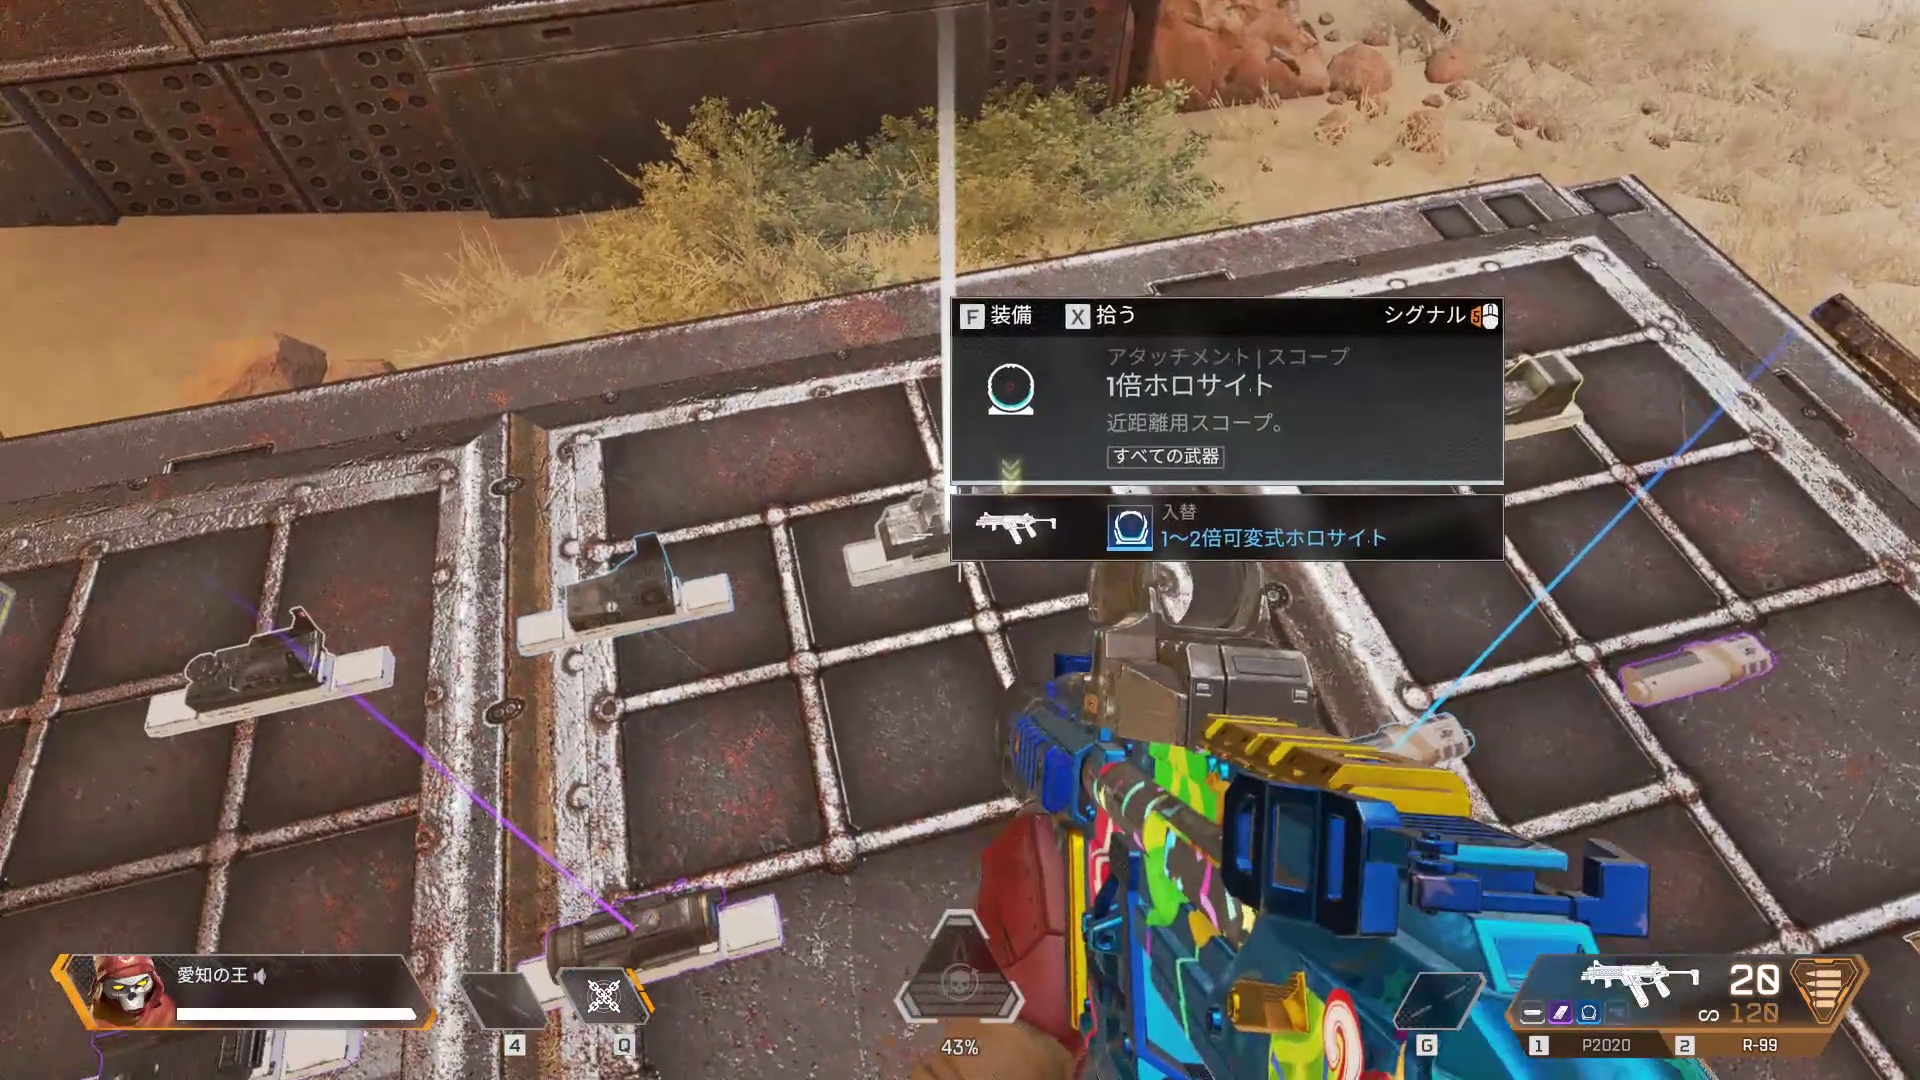 F 装備 X 拾う シグナル 5
アタッチメント | スコープ
1倍ホロサイト
近距離用スコープ。
すべての武器
入替
1～2倍可変式ホロサイト
愛知の王
4
Q
43%
G
20
∞ 120
1 P2020 2 R-99